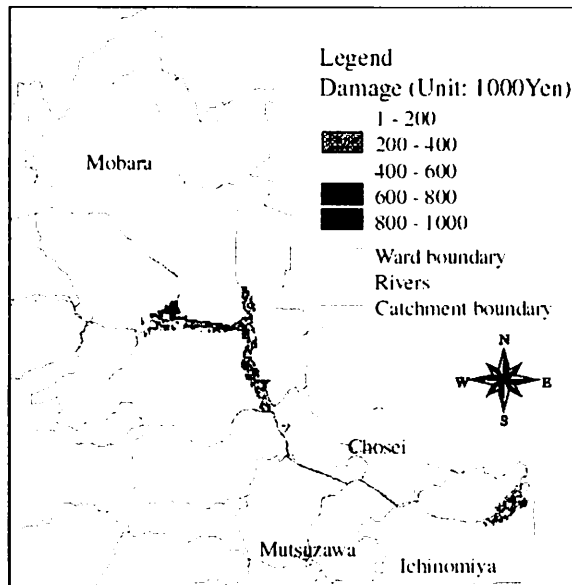 Legend
Damage (Unit: 1000Yen)
1 - 200
200 - 400
400 - 600
600 - 800
800 - 1000
Ward boundary
Rivers
Catchment boundary
Mobara
N
W E
S
Chosei
Mutsuzawa
Ichinomiya